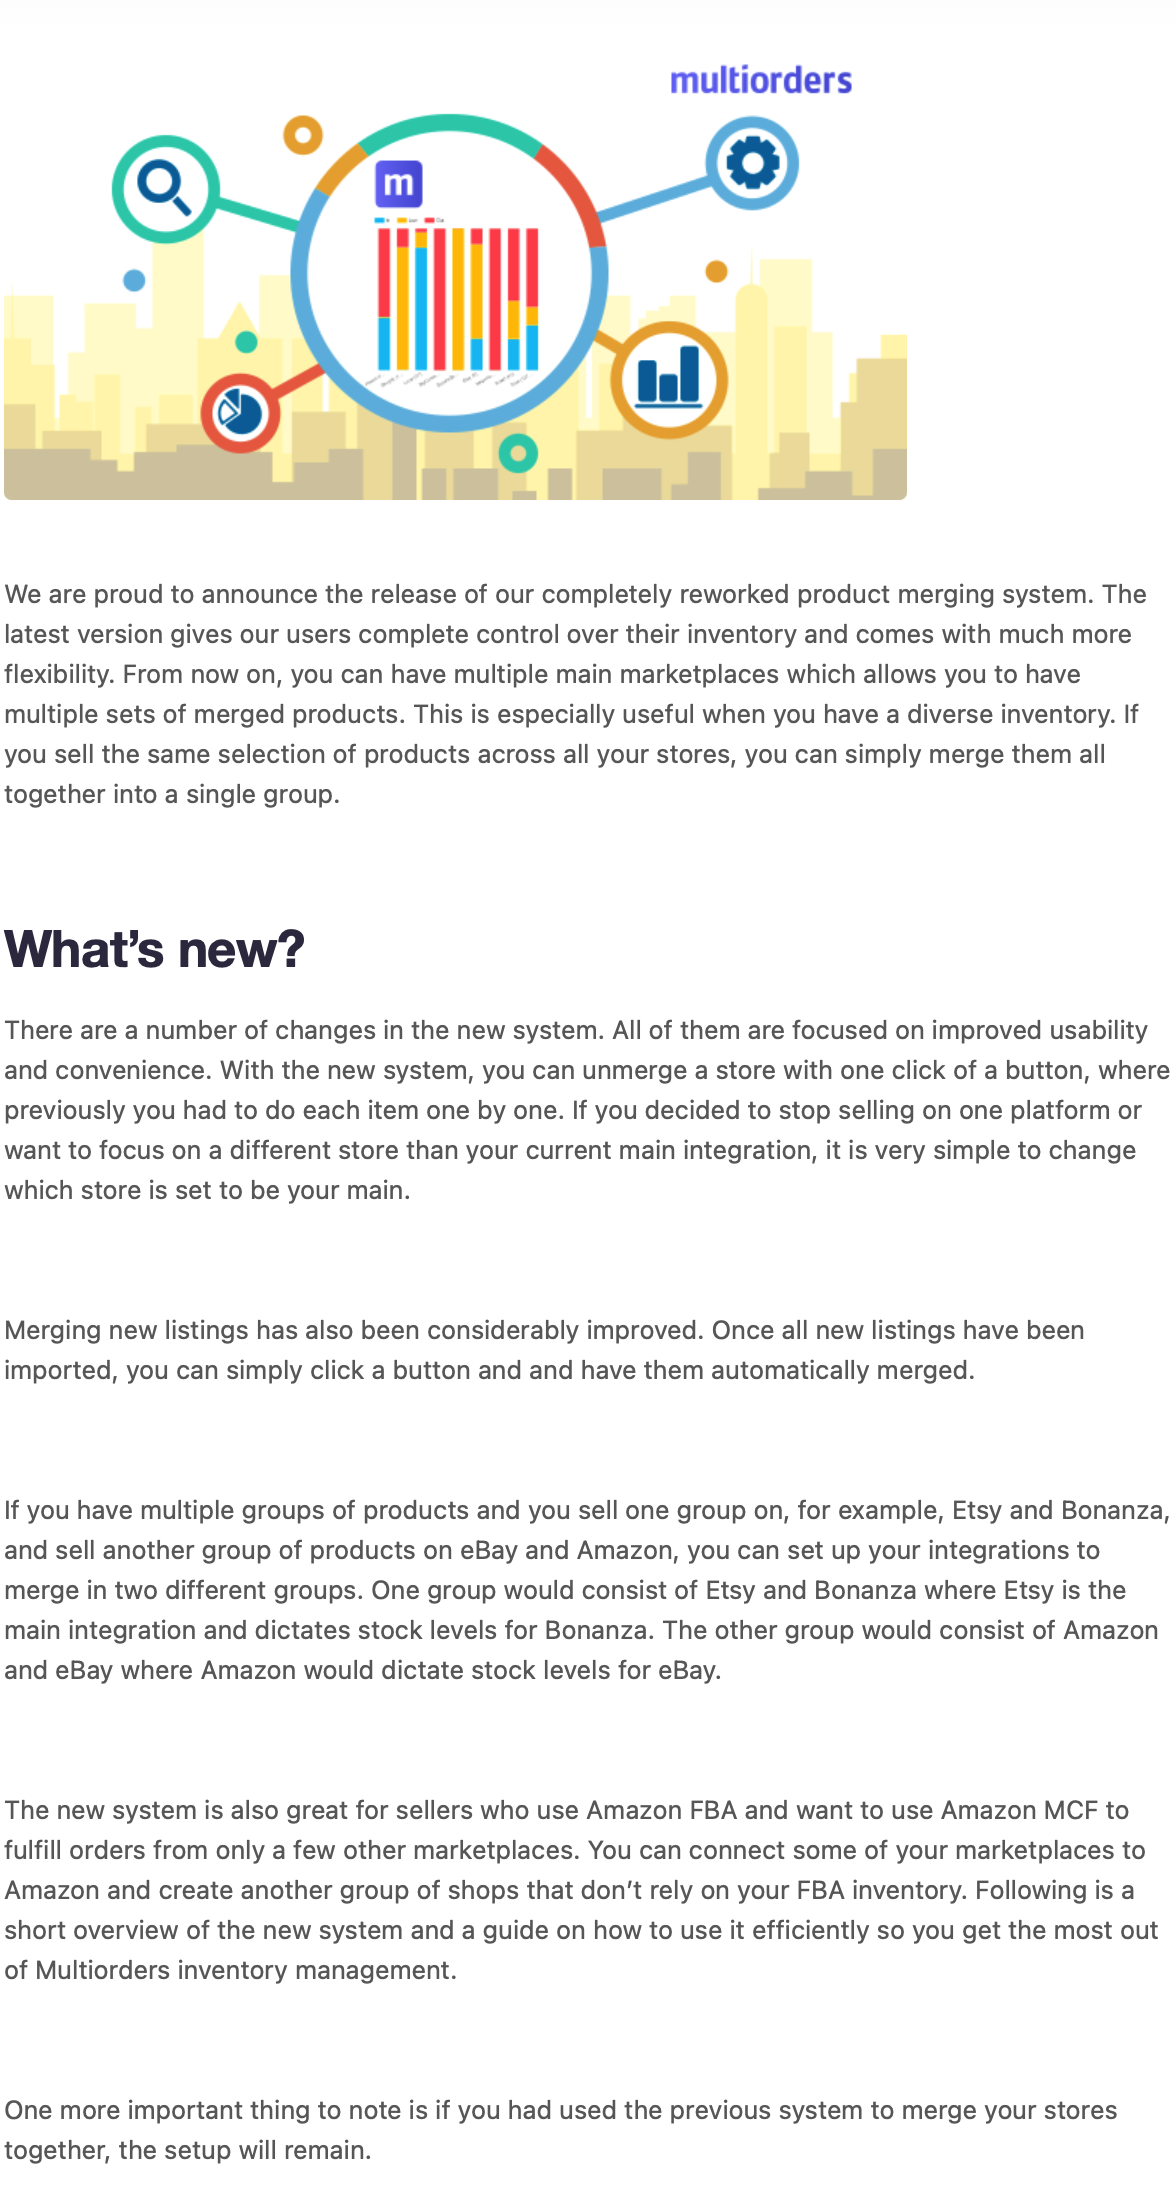 multiorders
m
We are proud to announce the release of our completely reworked product merging system. The
latest version gives our users complete control over their inventory and comes with much more
flexibility. From now on, you can have multiple main marketplaces which allows you to have
multiple sets of merged products. This is especially useful when you have a diverse inventory. If
you sell the same selection of products across all your stores, you can simply merge them all
together into a single group.
What’s new?
There are a number of changes in the new system. All of them are focused on improved usability
and convenience. With the new system, you can unmerge a store with one click of a button, where
previously you had to do each item one by one. If you decided to stop selling on one platform or
want to focus on a different store than your current main integration, it is very simple to change
which store is set to be your main.
Merging new listings has also been considerably improved. Once all new listings have been
imported, you can simply click a button and and have them automatically merged.
If you have multiple groups of products and you sell one group on, for example, Etsy and Bonanza,
and sell another group of products on eBay and Amazon, you can set up your integrations to
merge in two different groups. One group would consist of Etsy and Bonanza where Etsy is the
main integration and dictates stock levels for Bonanza. The other group would consist of Amazon
and eBay where Amazon would dictate stock levels for eBay.
The new system is also great for sellers who use Amazon FBA and want to use Amazon MCF to
fulfill orders from only a few other marketplaces. You can connect some of your marketplaces to
Amazon and create another group of shops that don’t rely on your FBA inventory. Following is a
short overview of the new system and a guide on how to use it efficiently so you get the most out
of Multiorders inventory management.
One more important thing to note is if you had used the previous system to merge your stores
together, the setup will remain.